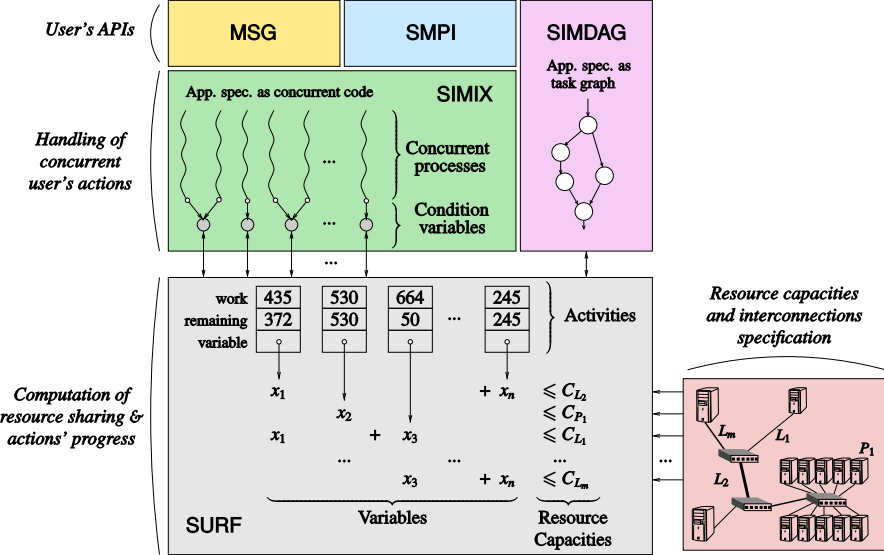 User's APIs
MSG
SMPI
SIMDAG
App. spec. as
task graph
App. spec. as concurrent code
SIMIX
Handling of
concurrent
user's actions
Concurrent
processes
...
Condition
variables
...
...
work 435 530 664 245
remaining 372 530 50 ... 245
variable
Activities
Resource capacities
and interconnections
specification
Computation of
resource sharing &
actions' progress
x1 + xn ⩽ CL2
x2 ⩽ CP1
x1 + x3 ⩽ CL1
... ... ... ...
x3 + xn ⩽ CLm
Variables
Resource
Capacities
SURF
Lm
L1
L2
P1